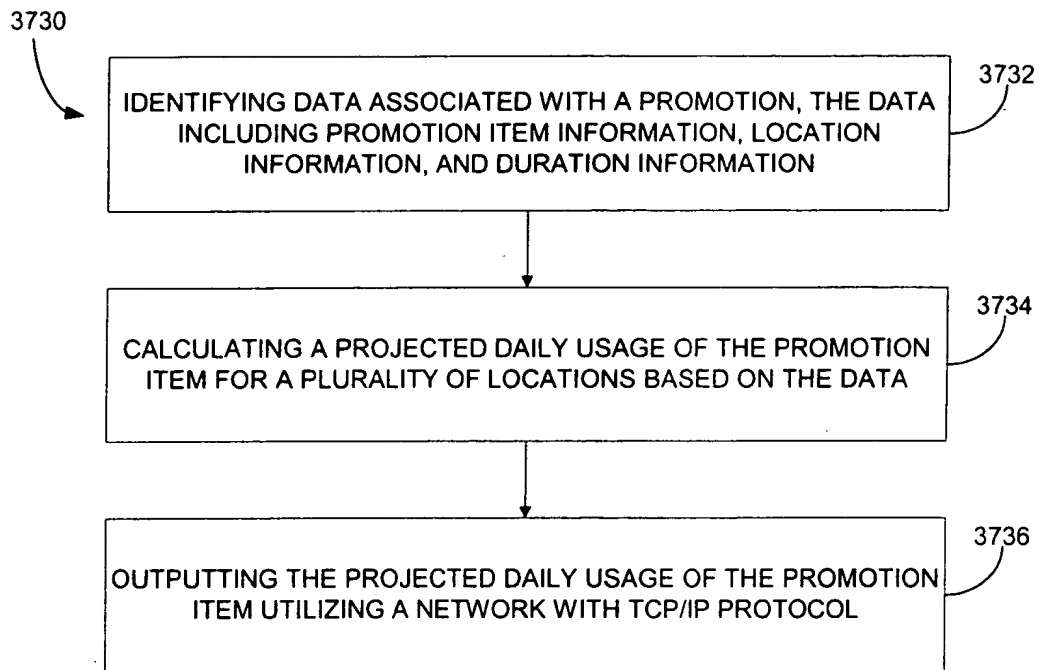 3730
3732
IDENTIFYING DATA ASSOCIATED WITH A PROMOTION, THE DATA
INCLUDING PROMOTION ITEM INFORMATION, LOCATION
INFORMATION, AND DURATION INFORMATION
3734
CALCULATING A PROJECTED DAILY USAGE OF THE PROMOTION
ITEM FOR A PLURALITY OF LOCATIONS BASED ON THE DATA
3736
OUTPUTTING THE PROJECTED DAILY USAGE OF THE PROMOTION
ITEM UTILIZING A NETWORK WITH TCP/IP PROTOCOL